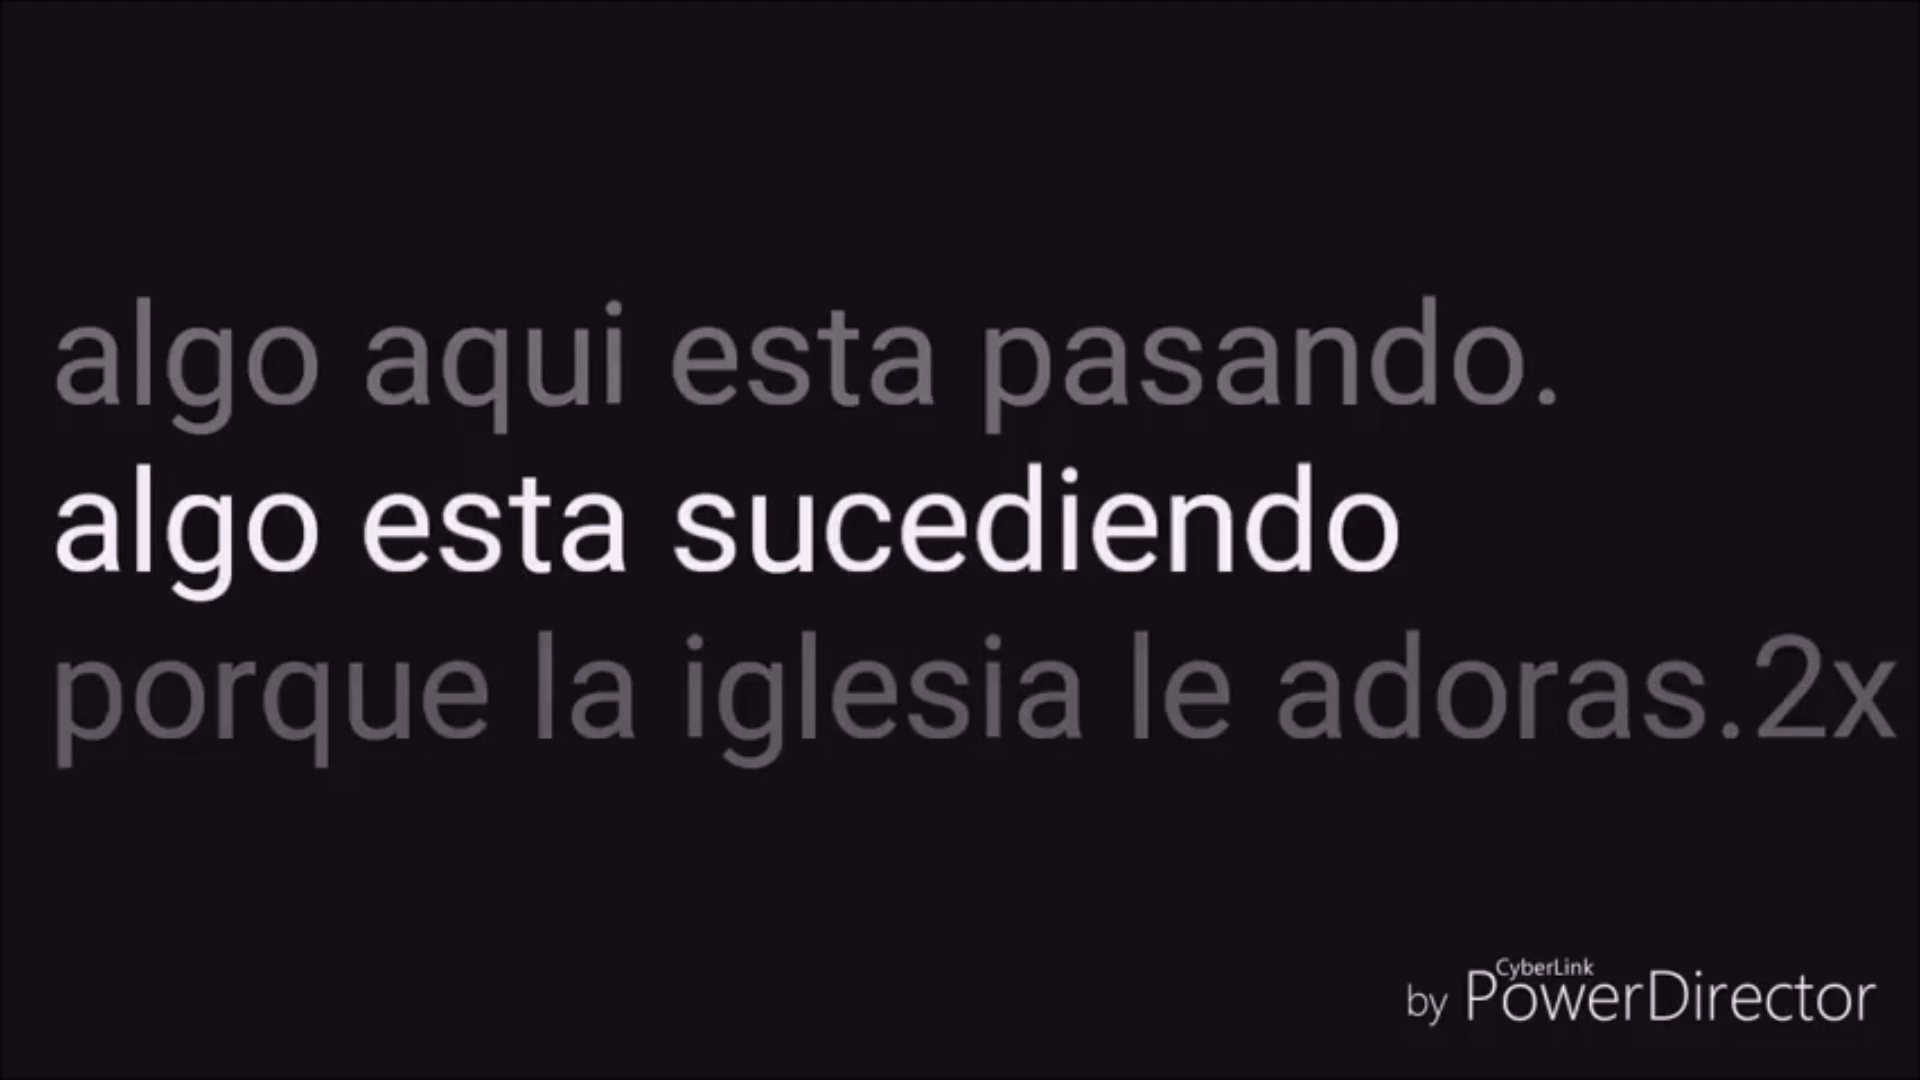 algo aqui esta pasando.
algo esta sucediendo
porque la iglesia le adoras.2x
by CyberLink PowerDirector